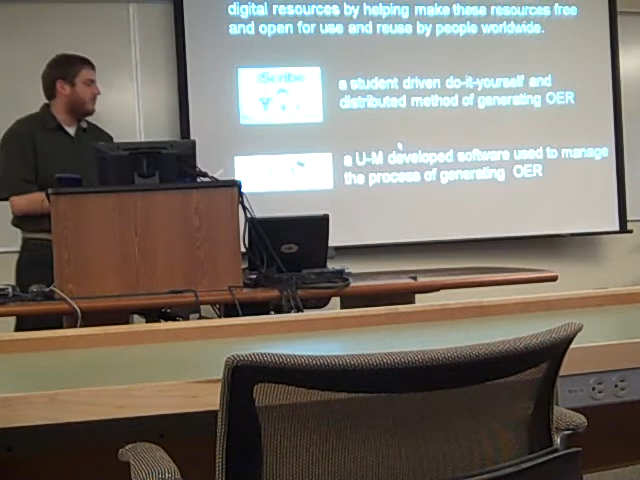 digital resources by helping make these resources free
and open for use and reuse by people worldwide.
dScribe
a student driven do-it-yourself and
distributed method of generating OER
a U-M developed software used to manage
the process of generating OER